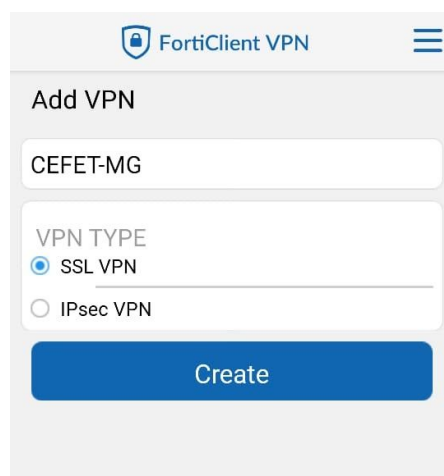 FortiClient VPN
Add VPN
CEFET-MG
VPN TYPE
SSL VPN
IPsec VPN
Create